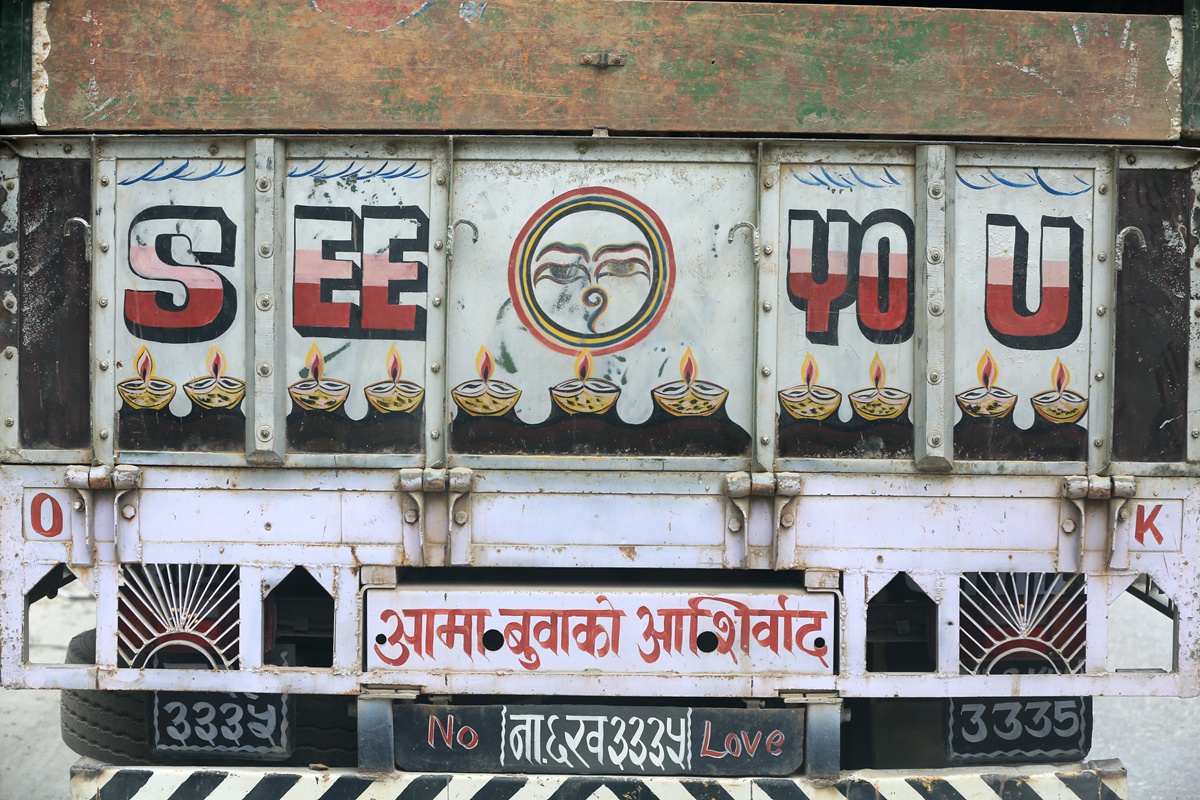 SEE YOU
O K
आमा बुवाको आशिर्वाद
३३३५ No ना.६ख३३३५ Love 3335